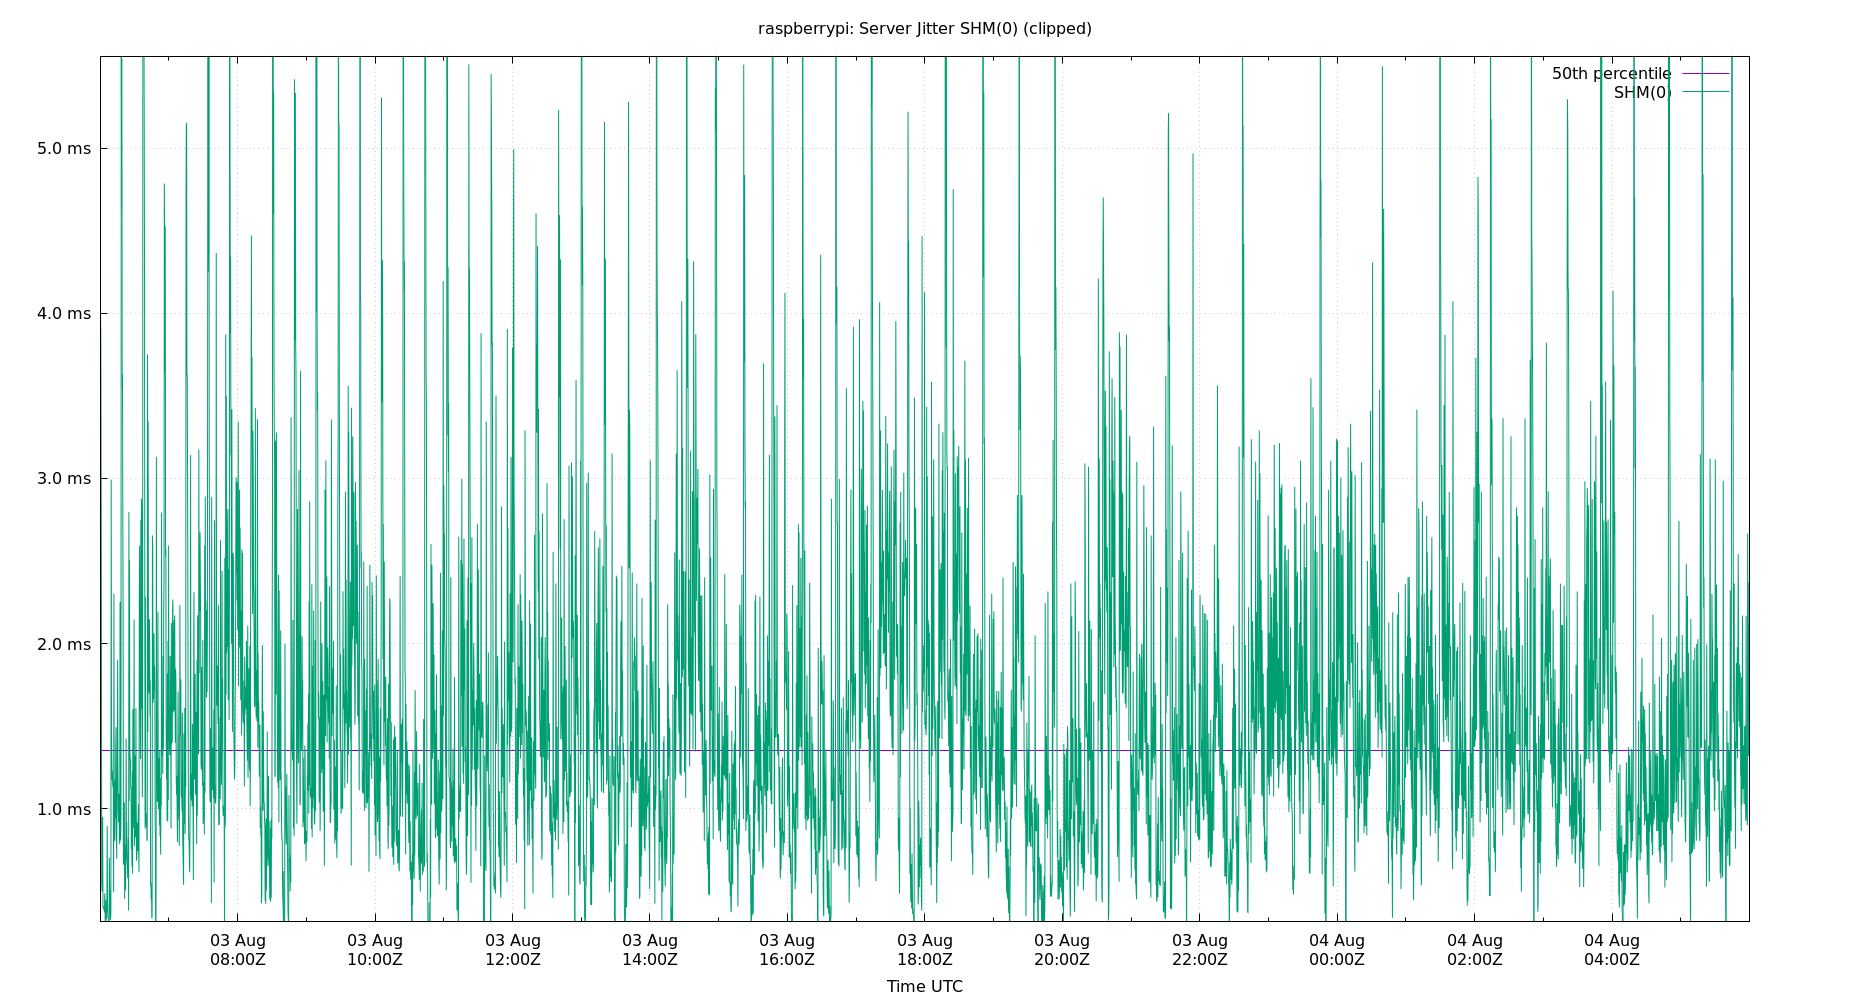 raspberrypi: Server Jitter SHM(0) (clipped)
50th percentile
SHM(0)
5.0 ms
4.0 ms
3.0 ms
2.0 ms
1.0 ms
03 Aug 03 Aug 03 Aug 03 Aug 03 Aug 03 Aug 03 Aug 03 Aug 04 Aug 04 Aug 04 Aug
08:00Z 10:00Z 12:00Z 14:00Z 16:00Z 18:00Z 20:00Z 22:00Z 00:00Z 02:00Z 04:00Z
Time UTC